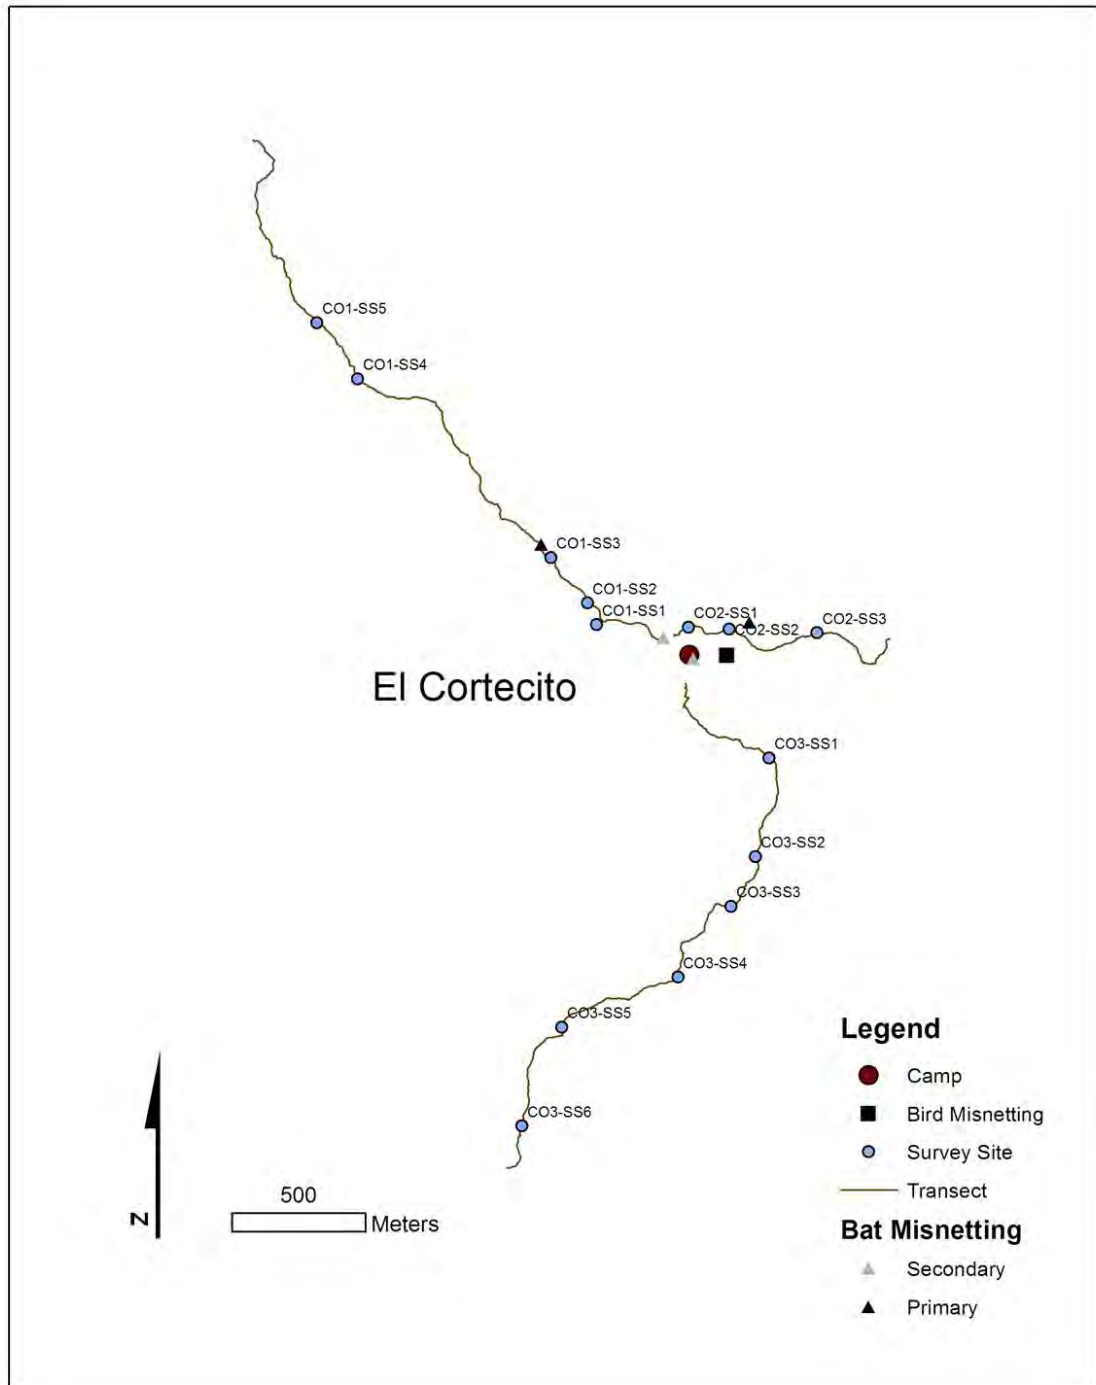 CO1-SS5
CO1-SS4
CO1-SS3
CO1-SS2
CO1-SS1
CO2-SS1
CO2-SS2
CO2-SS3
El Cortecito
CO3-SS1
CO3-SS2
CO3-SS3
CO3-SS4
CO3-SS5
CO3-SS6
Legend
Camp
Bird Misnetting
Survey Site
Transect
Bat Misnetting
Secondary
Primary
N
500
Meters